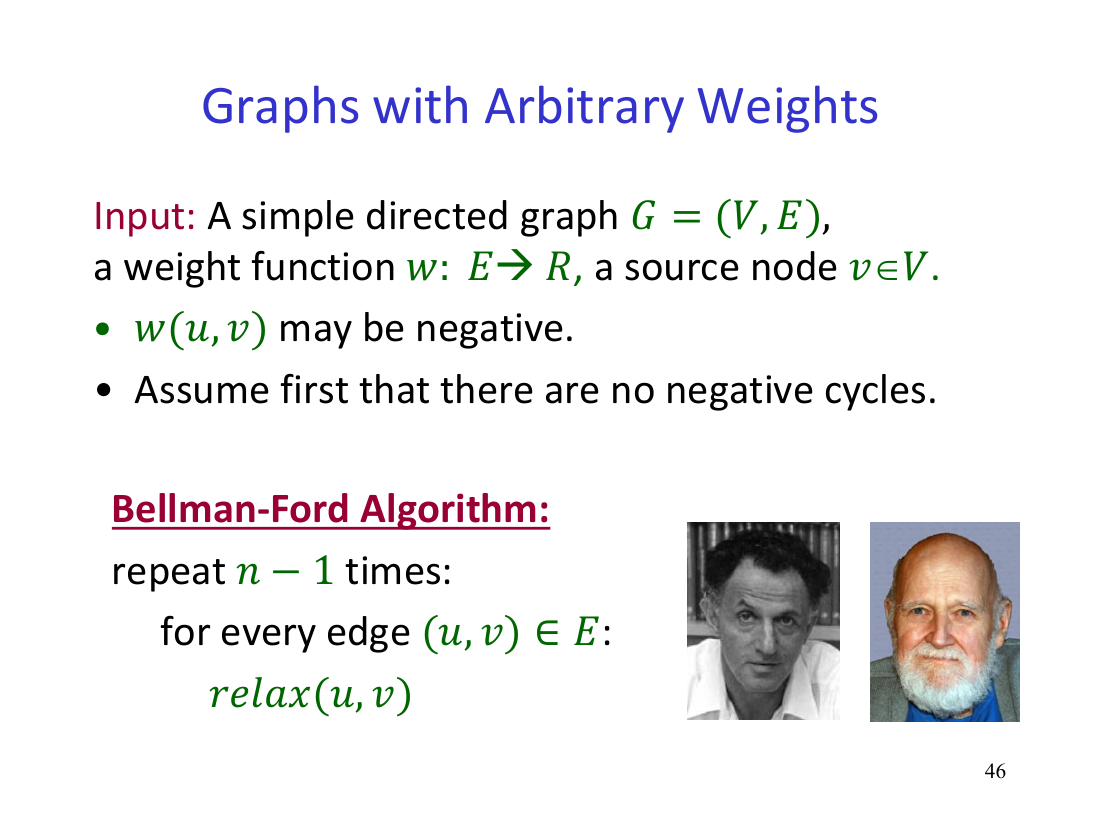 Graphs with Arbitrary Weights
Input: A simple directed graph G = (V, E),
a weight function w: E→ R, a source node v∈V.
• w(u, v) may be negative.
• Assume first that there are no negative cycles.
Bellman-Ford Algorithm:
repeat n − 1 times:
for every edge (u, v) ∈ E:
relax(u, v)
46